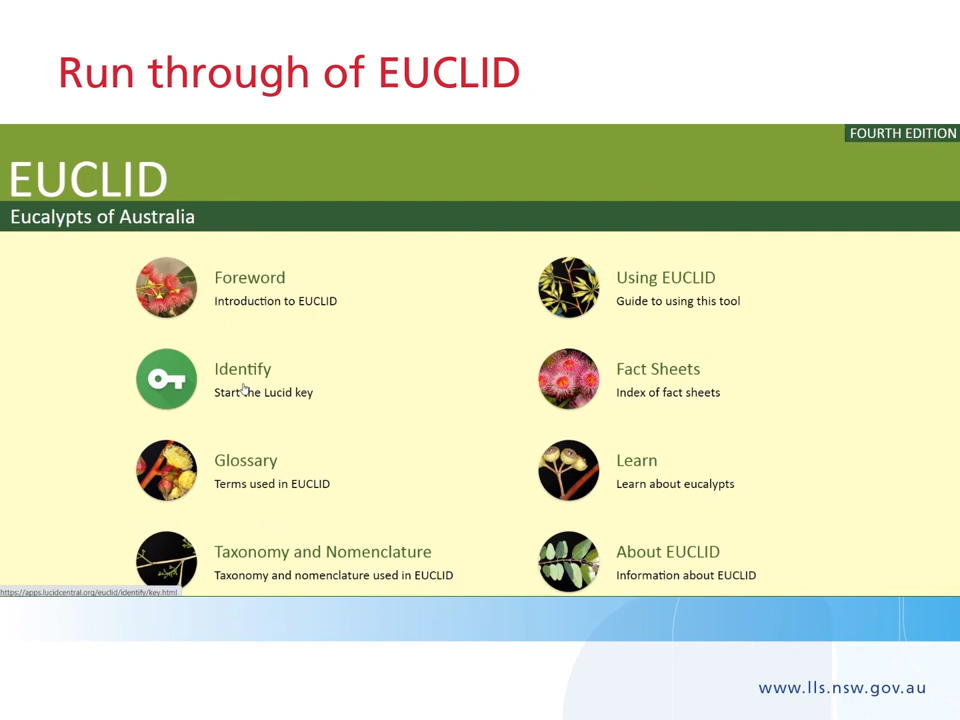 Run through of EUCLID
FOURTH EDITION
EUCLID
Eucalypts of Australia
Foreword
Introduction to EUCLID
Using EUCLID
Guide to using this tool
Identify
Start the Lucid key
Fact Sheets
Index of fact sheets
Glossary
Terms used in EUCLID
Learn
Learn about eucalypts
Taxonomy and Nomenclature
Taxonomy and nomenclature used in EUCLID
About EUCLID
Information about EUCLID
https://apps.lucidcentral.org/euclid/identify/key.html
www.lls.nsw.gov.au